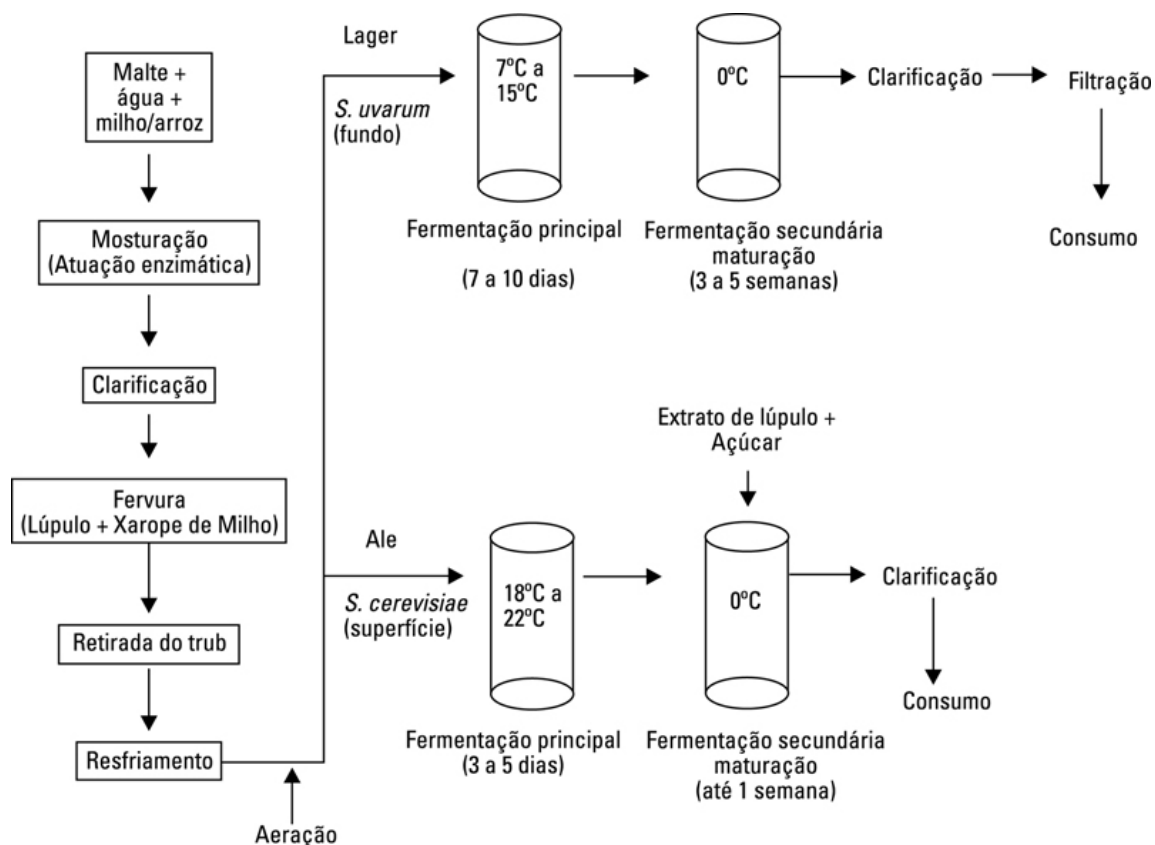 Malte +
água +
milho/arroz
Mosturação
(Atuação enzimática)
Clarificação
Fervura
(Lúpulo + Xarope de Milho)
Retirada do trub
Resfriamento
Aeração
Lager
S. uvarum
(fundo)
7ºC a
15ºC
Fermentação principal
(7 a 10 dias)
0ºC
Fermentação secundária
maturação
(3 a 5 semanas)
Clarificação
Filtração
Consumo
Ale
S. cerevisiae
(superfície)
18ºC a
22ºC
Fermentação principal
(3 a 5 dias)
Extrato de lúpulo +
Açúcar
0ºC
Fermentação secundária
maturação
(até 1 semana)
Clarificação
Consumo